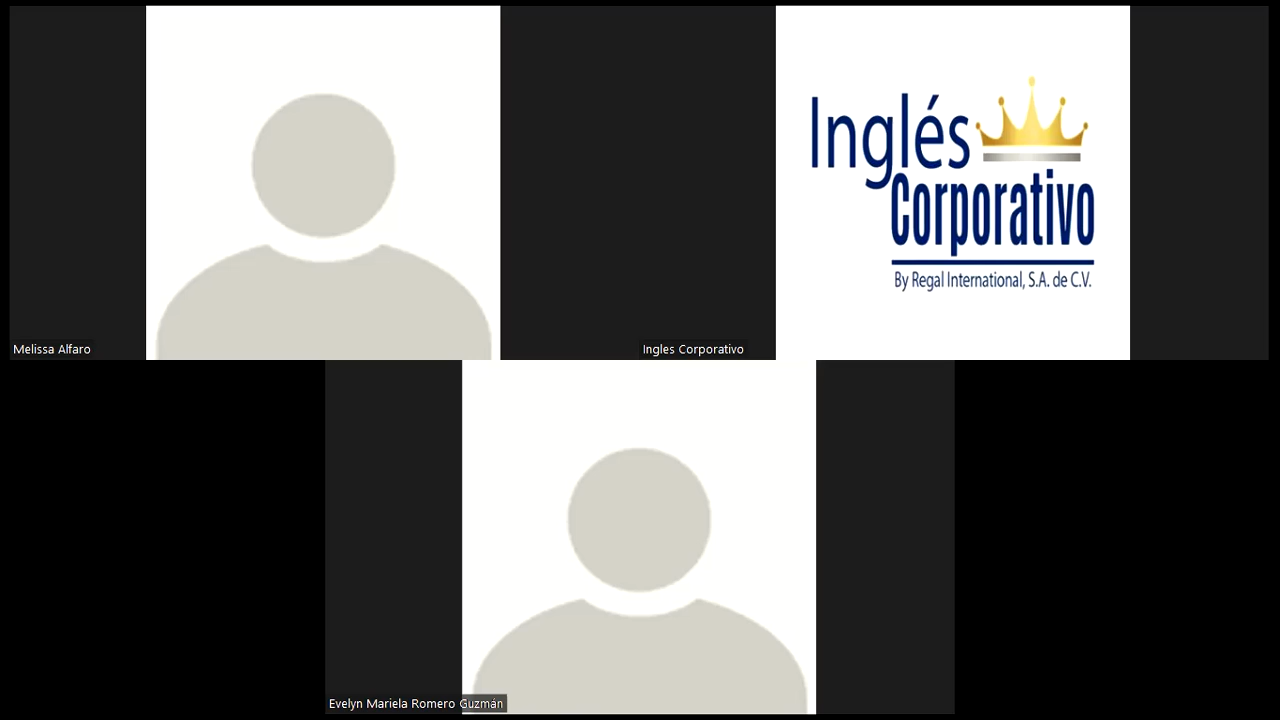 Inglés
Corporativo
By Regal International, S.A. de C.V.
Melissa Alfaro
Ingles Corporativo
Evelyn Mariela Romero Guzmán